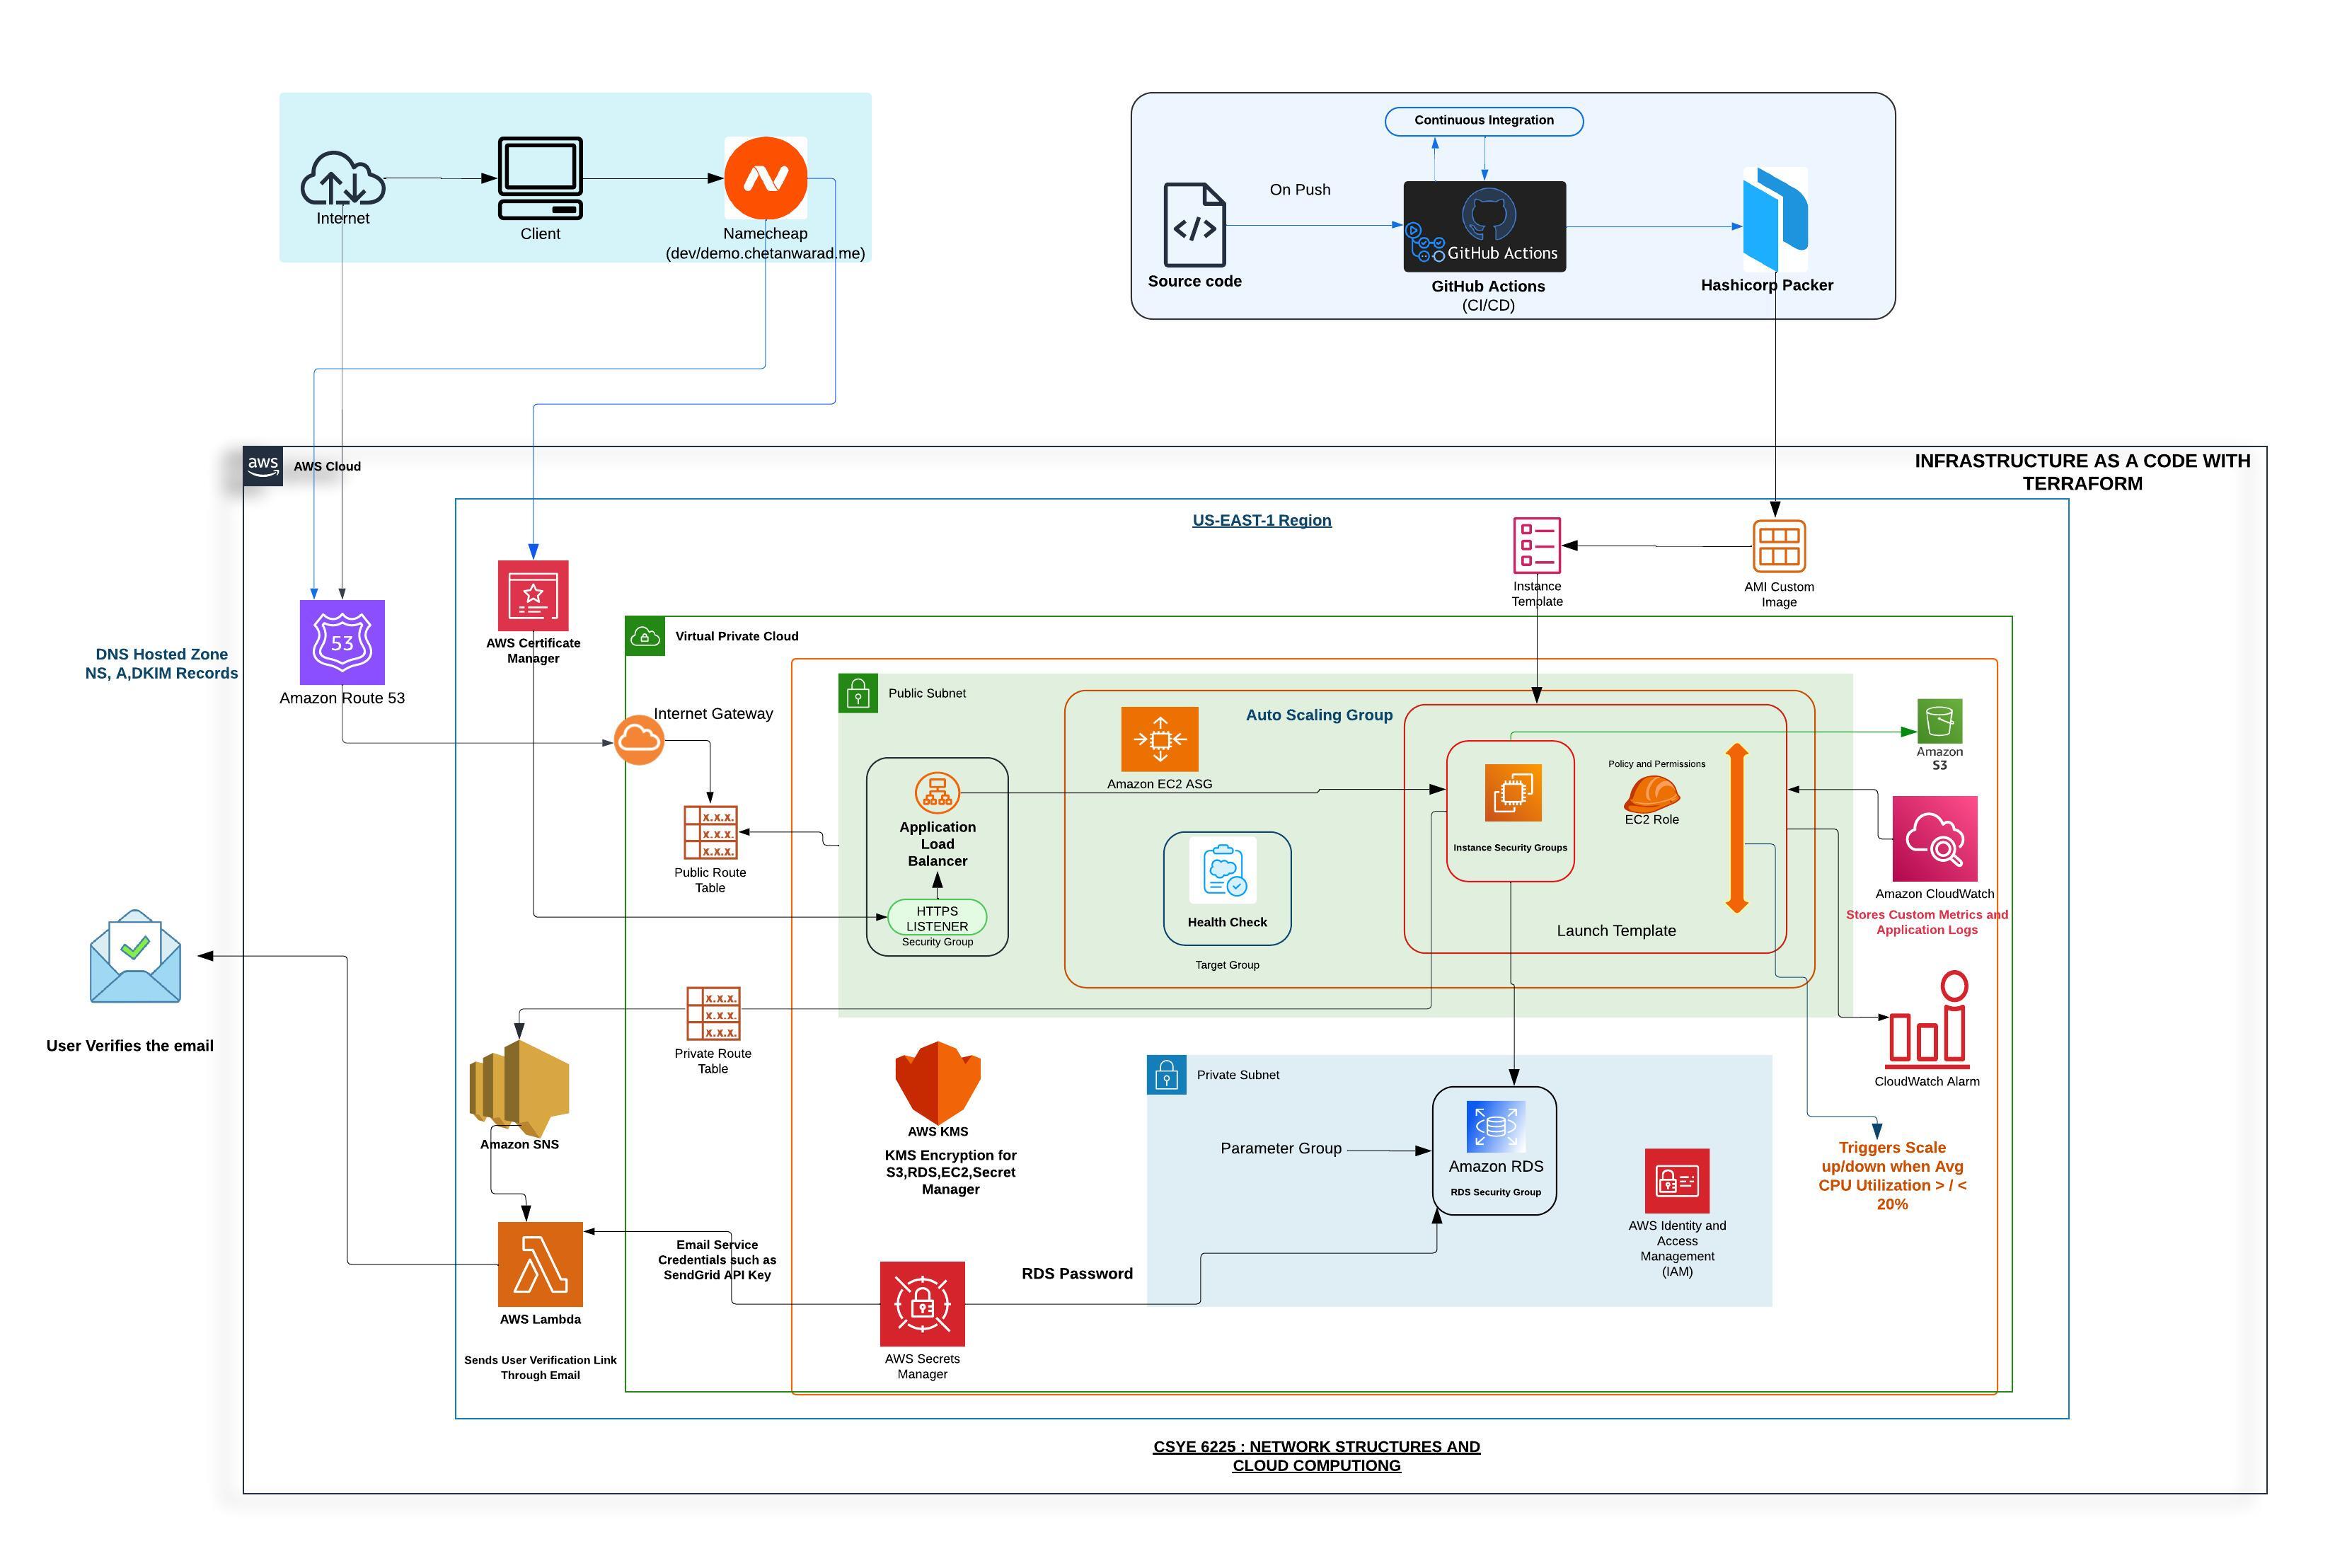 Continuous Integration
On Push
Internet
Client
Namecheap
(dev/demo.chetanwarad.me)
Source code
GitHub Actions
GitHub Actions
(CI/CD)
Hashicorp Packer
aws
AWS Cloud
INFRASTRUCTURE AS A CODE WITH
TERRAFORM
US-EAST-1 Region
Instance
Template
AMI Custom
Image
AWS Certificate
Manager
53
DNS Hosted Zone
NS, A,DKIM Records
Amazon Route 53
Virtual Private Cloud
Internet Gateway
Public Subnet
Auto Scaling Group
Amazon EC2 ASG
Policy and Permissions
EC2 Role
Amazon
S3
x.x.x.
x.x.x.
x.x.x.
Public Route
Table
Application
Load
Balancer
HTTPS
LISTENER
Security Group
Instance Security Groups
Health Check
Target Group
Launch Template
Amazon CloudWatch
Stores Custom Metrics and
Application Logs
User Verifies the email
x.x.x.
x.x.x.
x.x.x.
Private Route
Table
CloudWatch Alarm
Amazon SNS
AWS KMS
KMS Encryption for
S3,RDS,EC2,Secret
Manager
Private Subnet
Parameter Group
Amazon RDS
RDS Security Group
Triggers Scale
up/down when Avg
CPU Utilization > / <
20%
AWS Identity and
Access
Management
(IAM)
Email Service
Credentials such as
SendGrid API Key
RDS Password
AWS Lambda
Sends User Verification Link
Through Email
AWS Secrets
Manager
CSYE 6225 : NETWORK STRUCTURES AND
CLOUD COMPUTIONG